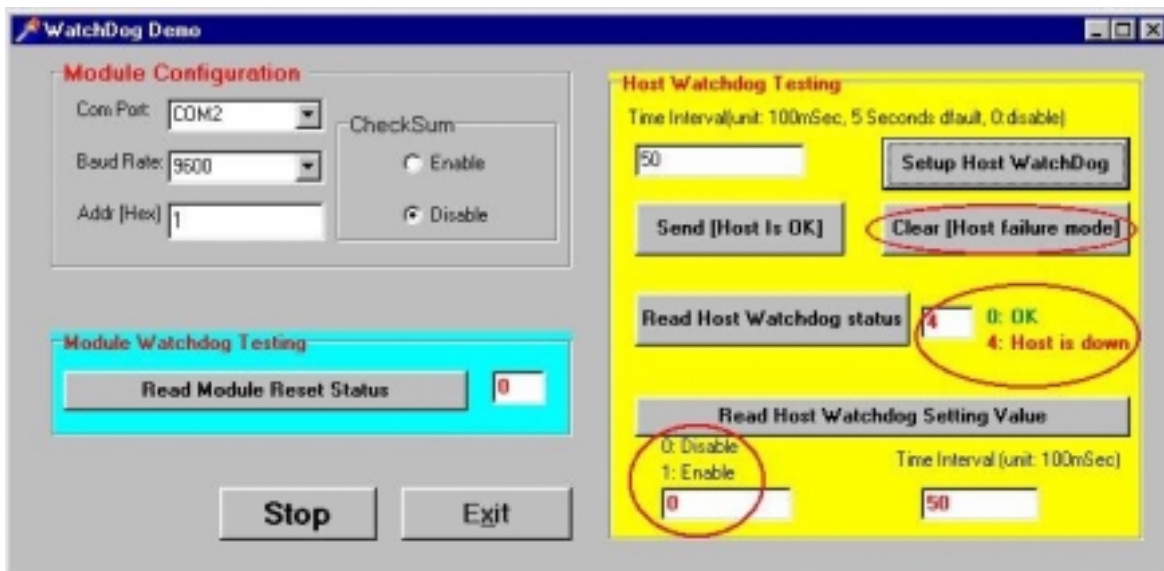 WatchDog Demo
Module Configuration
Com Port: COM2
Baud Rate: 9600
Addr [Hex] 1
CheckSum
Enable
Disable
Module Watchdog Testing
Read Module Reset Status 0
Stop
Exit
Host Watchdog Testing
Time Interval(unit: 100mSec, 5 Seconds dfault, 0:disable)
50
Setup Host WatchDog
Send [Host Is OK]
Clear [Host failure mode]
Read Host Watchdog status 4
0: OK
4: Host is down
Read Host Watchdog Setting Value
0: Disable
1: Enable
0
Time Interval (unit: 100mSec)
50